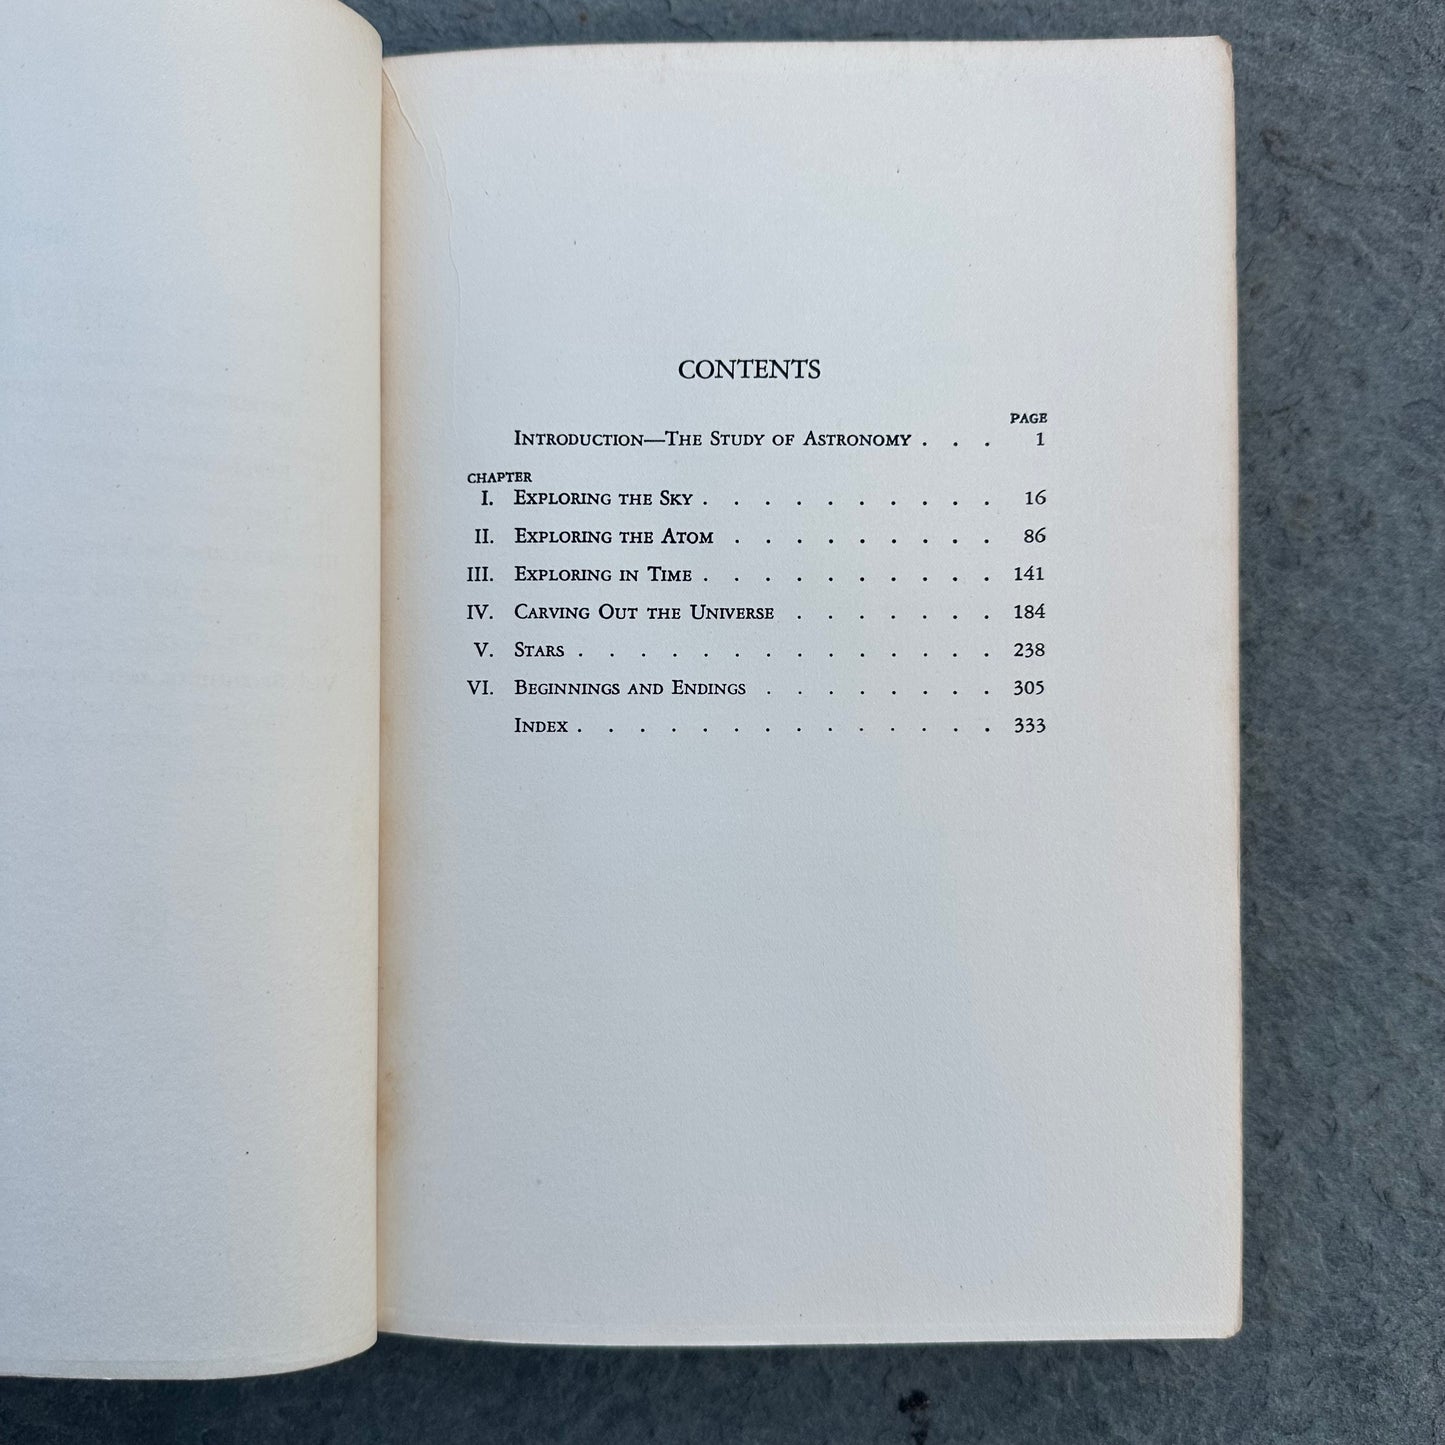 CONTENTS
PAGE
INTRODUCTION—THE STUDY OF ASTRONOMY . . . 1
CHAPTER
I. EXPLORING THE SKY . . . . . . . . . . 16
II. EXPLORING THE ATOM . . . . . . . . . 86
III. EXPLORING IN TIME . . . . . . . . . . 141
IV. CARVING OUT THE UNIVERSE . . . . . . . 184
V. STARS . . . . . . . . . . . . . . 238
VI. BEGINNINGS AND ENDINGS . . . . . . . . 305
INDEX . . . . . . . . . . . . . . 333